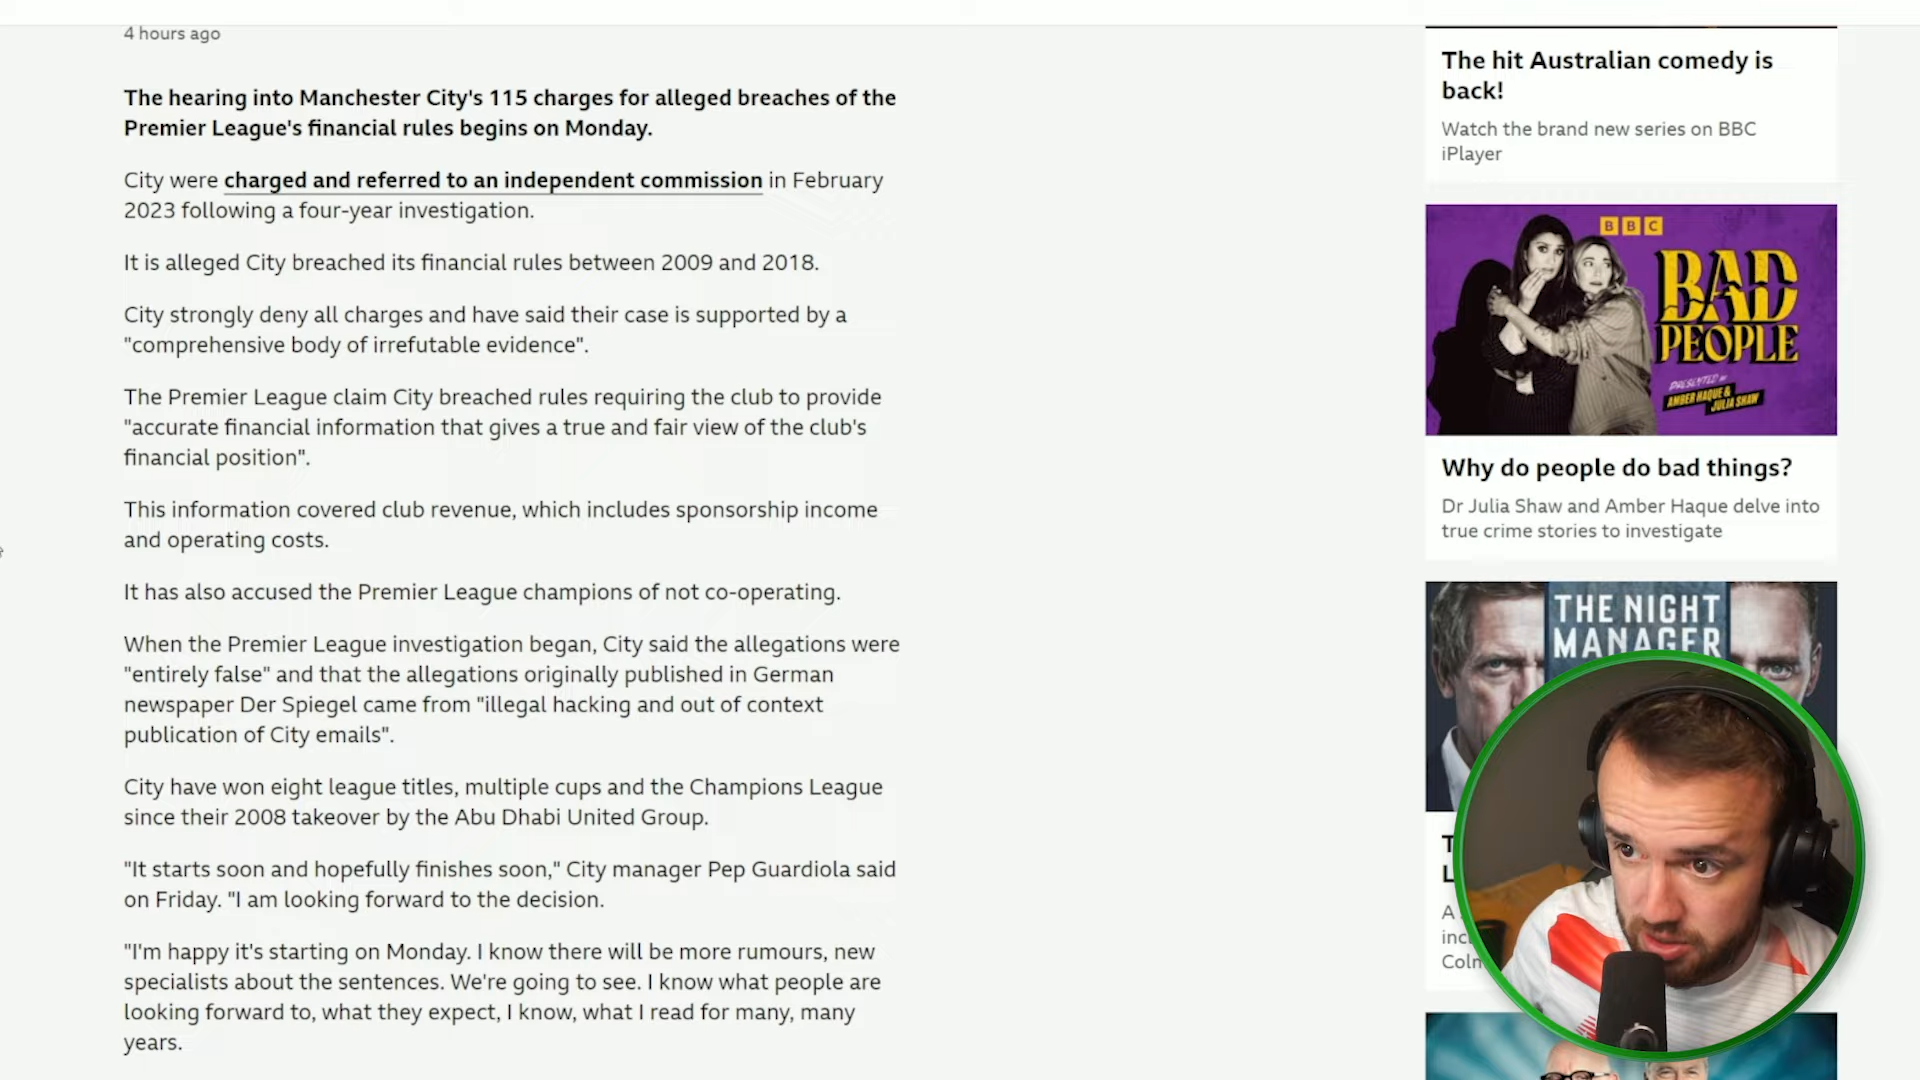 4 hours ago
The hearing into Manchester City's 115 charges for alleged breaches of the
Premier League's financial rules begins on Monday.
City were charged and referred to an independent commission in February
2023 following a four-year investigation.
It is alleged City breached its financial rules between 2009 and 2018.
City strongly deny all charges and have said their case is supported by a
"comprehensive body of irrefutable evidence".
The Premier League claim City breached rules requiring the club to provide
"accurate financial information that gives a true and fair view of the club's
financial position".
This information covered club revenue, which includes sponsorship income
and operating costs.
It has also accused the Premier League champions of not co-operating.
When the Premier League investigation began, City said the allegations were
"entirely false" and that the allegations originally published in German
newspaper Der Spiegel came from "illegal hacking and out of context
publication of City emails".
City have won eight league titles, multiple cups and the Champions League
since their 2008 takeover by the Abu Dhabi United Group.
"It starts soon and hopefully finishes soon," City manager Pep Guardiola said
on Friday. "I am looking forward to the decision.
"I'm happy it's starting on Monday. I know there will be more rumours, new
specialists about the sentences. We're going to see. I know what people are
looking forward to, what they expect, I know, what I read for many, many
years.
The hit Australian comedy is
back!
Watch the brand new series on BBC
iPlayer
BBC
BAD
PEOPLE
PRESENTED BY
AMBER HAQUE &
JULIA SHAW
Why do people do bad things?
Dr Julia Shaw and Amber Haque delve into
true crime stories to investigate
THE NIGHT
MANAGER
A